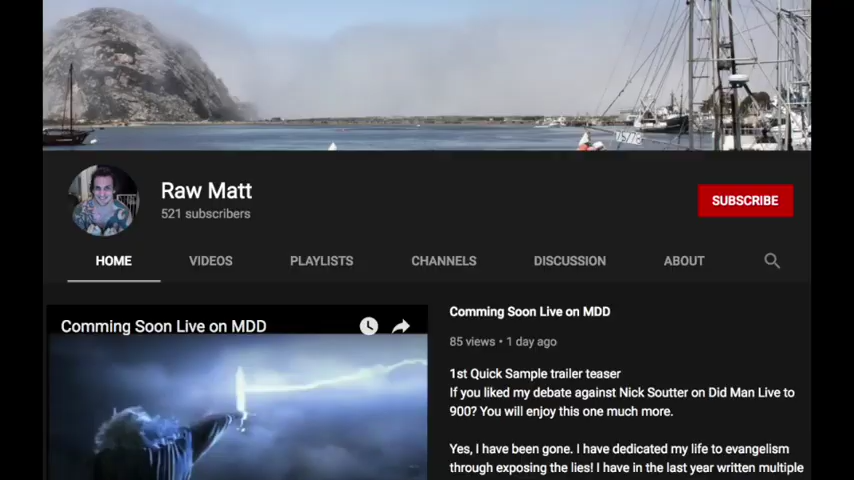 Raw Matt
521 subscribers
SUBSCRIBE
HOME VIDEOS PLAYLISTS CHANNELS DISCUSSION ABOUT
Comming Soon Live on MDD
Comming Soon Live on MDD
85 views • 1 day ago
1st Quick Sample trailer teaser
If you liked my debate against Nick Soutter on Did Man Live to
900? You will enjoy this one much more.
Yes, I have been gone. I have dedicated my life to evangelism
through exposing the lies! I have in the last year written multiple